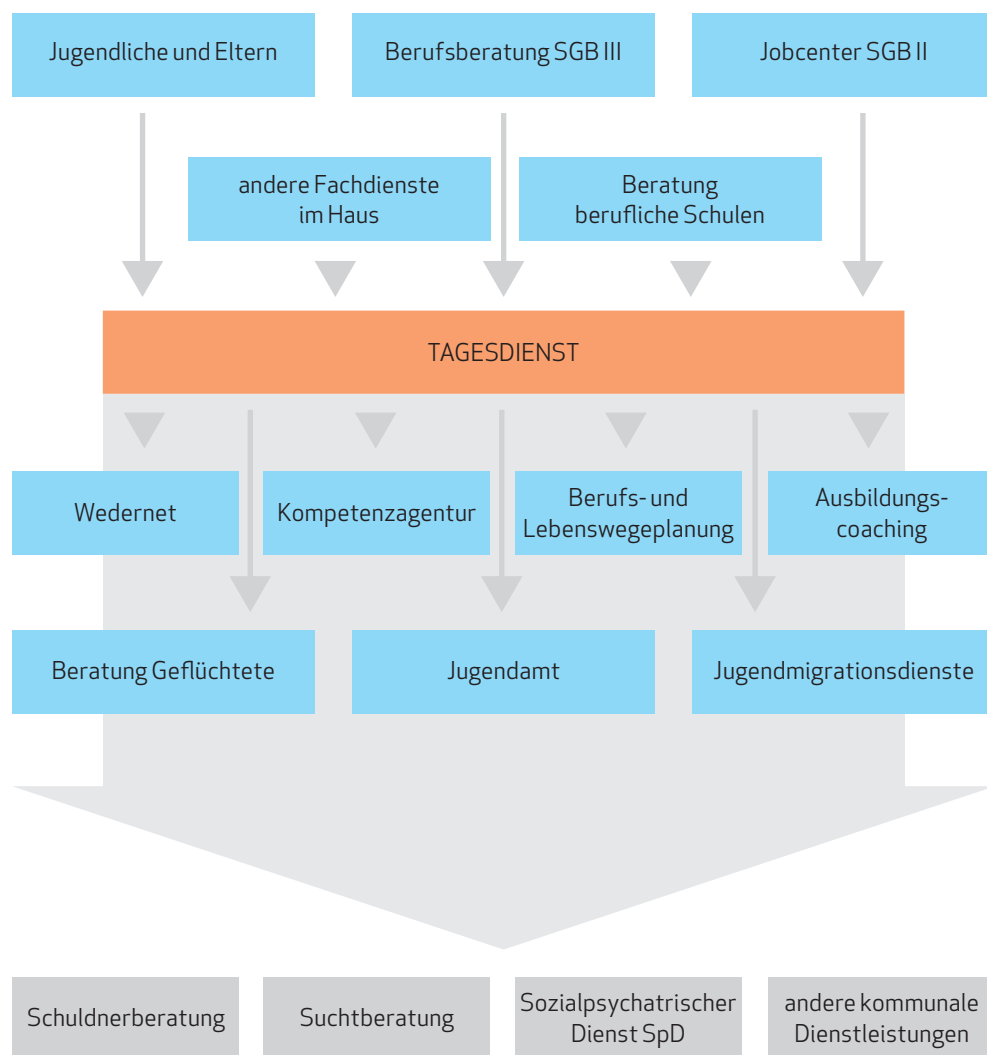 Jugendliche und Eltern
Berufsberatung SGB III
Jobcenter SGB II
andere Fachdienste
im Haus
Beratung
berufliche Schulen
TAGESDIENST
Wedernet
Kompetenzagentur
Berufs- und
Lebenswegeplanung
Ausbildungs-
coaching
Beratung Geflüchtete
Jugendamt
Jugendmigrationsdienste
Schuldnerberatung
Suchtberatung
Sozialpsychatrischer
Dienst SpD
andere kommunale
Dienstleistungen